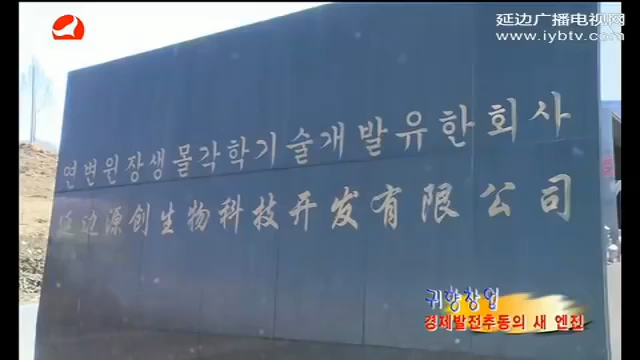 延边广播电视网
www.iybtv.com
연변원장생몰각학기술개발유한회사
延边源创生物科技开发有限公司
귀향창업
경제발전추동의 새 엔진